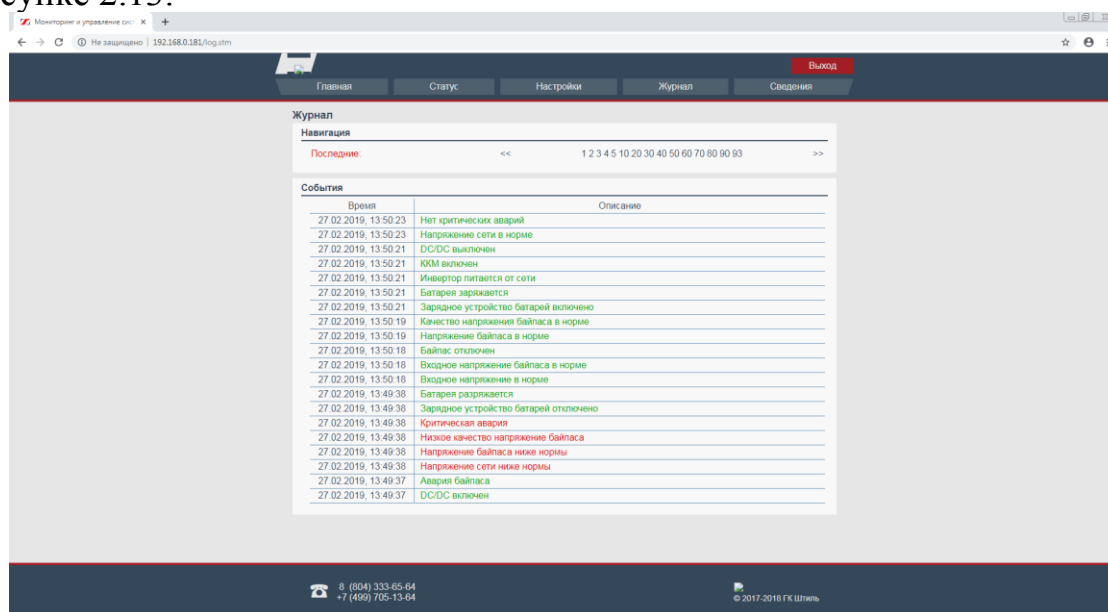 сунке 2.13.
Мониторинг и управление сис
Не защищено | 192.168.0.181/log.stm
Выход
Главная Статус Настройки Журнал Сведения
Журнал
Навигация
Последние: << 1 2 3 4 5 10 20 30 40 50 60 70 80 90 93 >>
События
Время Описание
27.02.2019, 13:50:23 Нет критических аварий
27.02.2019, 13:50:23 Напряжение сети в норме
27.02.2019, 13:50:21 DC/DC выключен
27.02.2019, 13:50:21 ККМ включен
27.02.2019, 13:50:21 Инвертор питается от сети
27.02.2019, 13:50:21 Батарея заряжается
27.02.2019, 13:50:21 Зарядное устройство батарей включено
27.02.2019, 13:50:19 Качество напряжения байпаса в норме
27.02.2019, 13:50:19 Напряжение байпаса в норме
27.02.2019, 13:50:18 Байпас отключен
27.02.2019, 13:50:18 Входное напряжение байпаса в норме
27.02.2019, 13:50:18 Входное напряжение в норме
27.02.2019, 13:49:38 Батарея разряжается
27.02.2019, 13:49:38 Зарядное устройство батарей отключено
27.02.2019, 13:49:38 Критическая авария
27.02.2019, 13:49:38 Низкое качество напряжение байпаса
27.02.2019, 13:49:38 Напряжение байпаса ниже нормы
27.02.2019, 13:49:38 Напряжение сети ниже нормы
27.02.2019, 13:49:37 Авария байпаса
27.02.2019, 13:49:37 DC/DC включен
8 (804) 333-65-64
+7 (499) 705-13-64
© 2017-2018 ГК Штиль